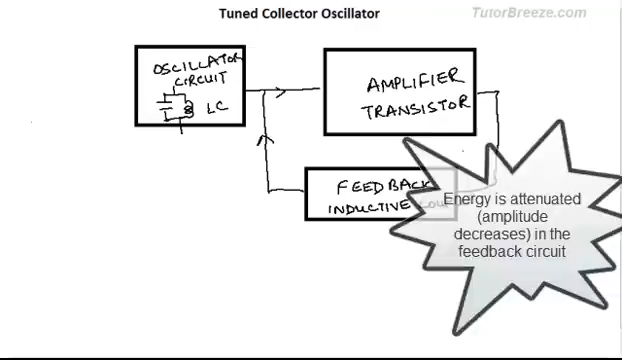 Tuned Collector Oscillator
TutorBreeze.com
OSCILLATOR
CIRCUIT
LC
AMPLIFIER
TRANSISTOR
FEEDBACK
INDUCTIVE
Energy is attenuated
(amplitude
decreases) in the
feedback circuit